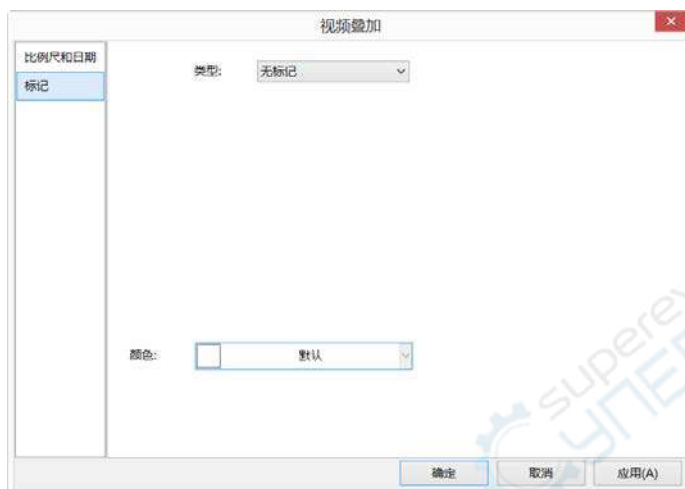 视频叠加
比例尺和日期
标记
类型: 无标记
颜色: 默认
确定 取消 应用(A)
supereye